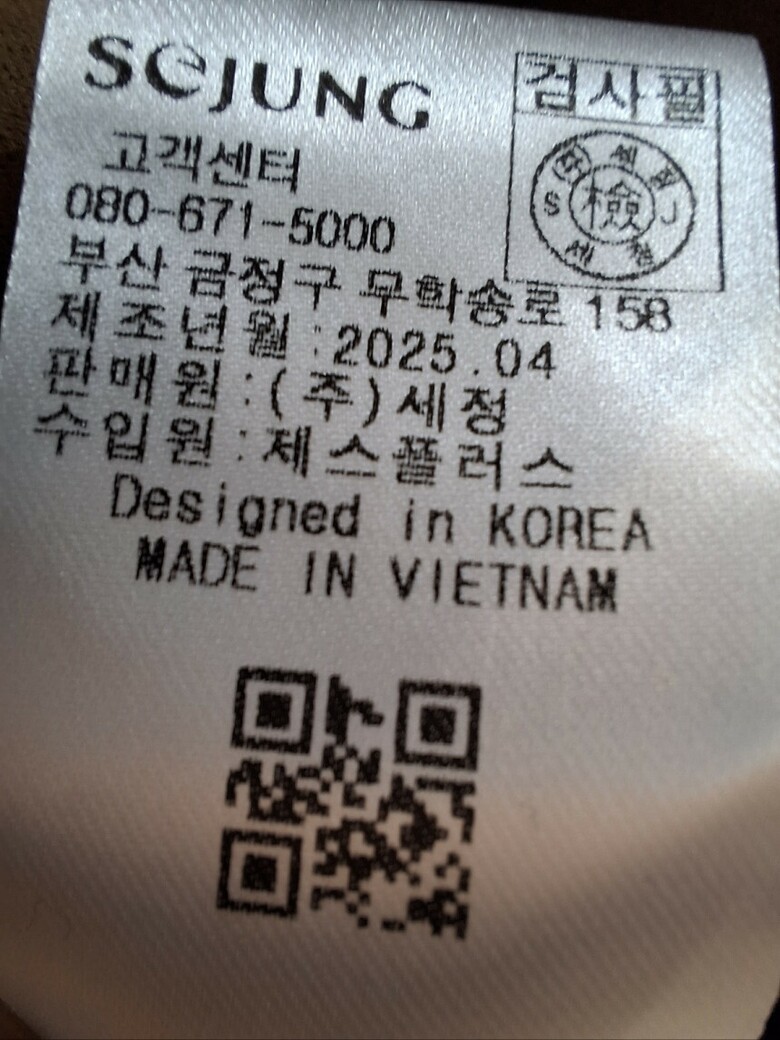 SeJUNG
검사필
檢
고객센터
080-671-5000
부산 금정구 무학송로 158
제조년월:2025.04
판매원:(주)세정
수입원:제스플러스
Designed in KOREA
MADE IN VIETNAM